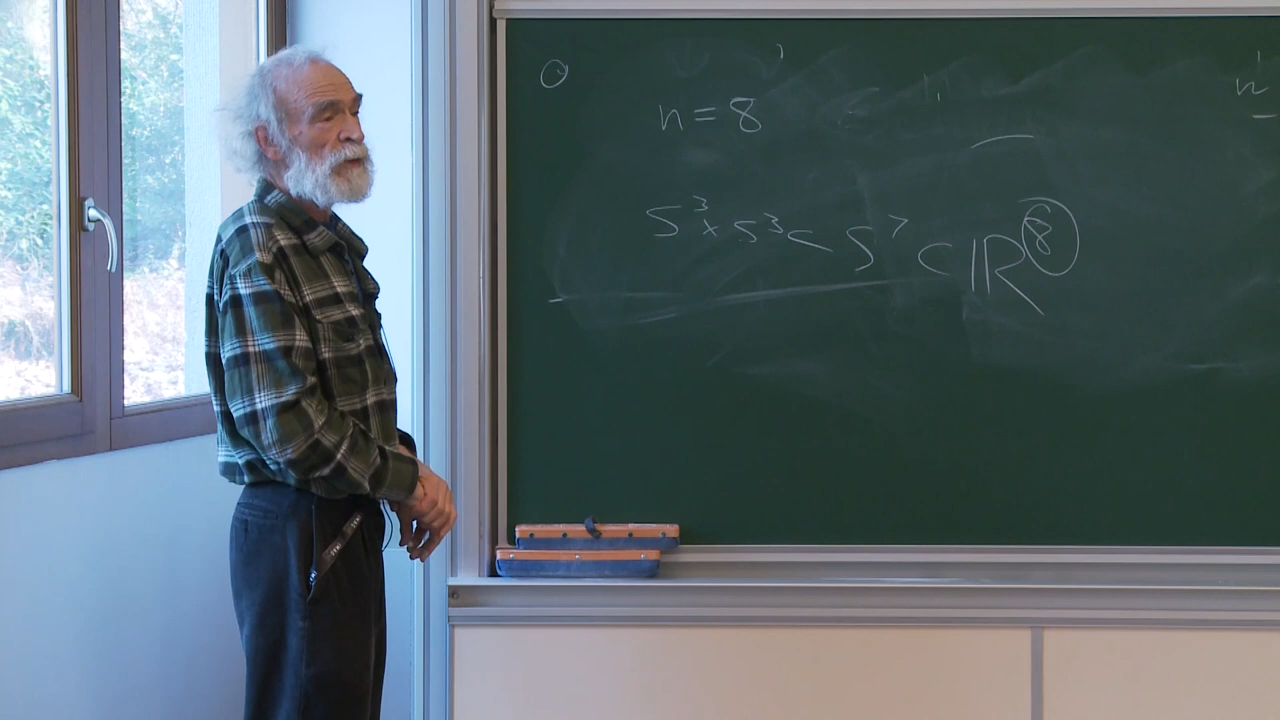 n = 8
S³ × S³ ⊂ S⁷ ⊂ ℝ⁸
n